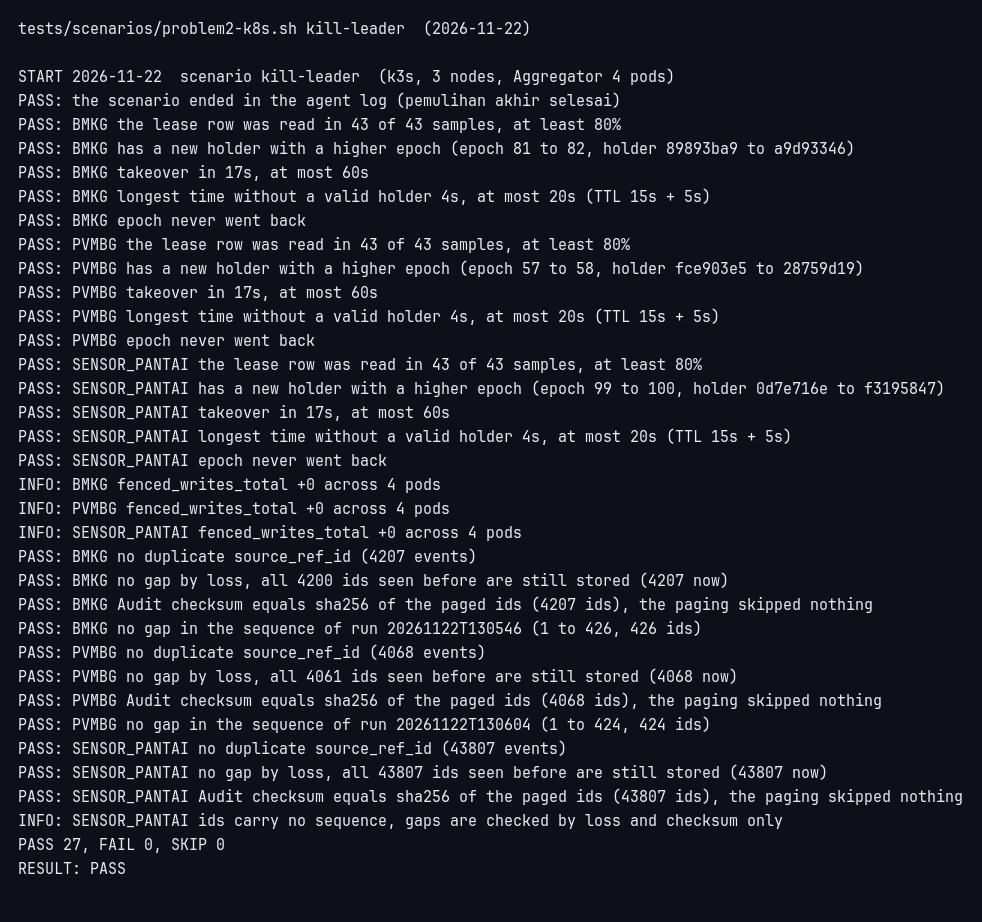 tests/scenarios/problem2-k8s.sh kill-leader  (2026-11-22)
START 2026-11-22  scenario kill-leader  (k3s, 3 nodes, Aggregator 4 pods)
PASS: the scenario ended in the agent log (pemulihan akhir selesai)
PASS: BMKG the lease row was read in 43 of 43 samples, at least 80%
PASS: BMKG has a new holder with a higher epoch (epoch 81 to 82, holder 89893ba9 to a9d93346)
PASS: BMKG takeover in 17s, at most 60s
PASS: BMKG longest time without a valid holder 4s, at most 20s (TTL 15s + 5s)
PASS: BMKG epoch never went back
PASS: PVMBG the lease row was read in 43 of 43 samples, at least 80%
PASS: PVMBG has a new holder with a higher epoch (epoch 57 to 58, holder fce903e5 to 28759d19)
PASS: PVMBG takeover in 17s, at most 60s
PASS: PVMBG longest time without a valid holder 4s, at most 20s (TTL 15s + 5s)
PASS: PVMBG epoch never went back
PASS: SENSOR_PANTAI the lease row was read in 43 of 43 samples, at least 80%
PASS: SENSOR_PANTAI has a new holder with a higher epoch (epoch 99 to 100, holder 0d7e716e to f3195847)
PASS: SENSOR_PANTAI takeover in 17s, at most 60s
PASS: SENSOR_PANTAI longest time without a valid holder 4s, at most 20s (TTL 15s + 5s)
PASS: SENSOR_PANTAI epoch never went back
INFO: BMKG fenced_writes_total +0 across 4 pods
INFO: PVMBG fenced_writes_total +0 across 4 pods
INFO: SENSOR_PANTAI fenced_writes_total +0 across 4 pods
PASS: BMKG no duplicate source_ref_id (4207 events)
PASS: BMKG no gap by loss, all 4200 ids seen before are still stored (4207 now)
PASS: BMKG Audit checksum equals sha256 of the paged ids (4207 ids), the paging skipped nothing
PASS: BMKG no gap in the sequence of run 20261122T130546 (1 to 426, 426 ids)
PASS: PVMBG no duplicate source_ref_id (4068 events)
PASS: PVMBG no gap by loss, all 4061 ids seen before are still stored (4068 now)
PASS: PVMBG Audit checksum equals sha256 of the paged ids (4068 ids), the paging skipped nothing
PASS: PVMBG no gap in the sequence of run 20261122T130604 (1 to 424, 424 ids)
PASS: SENSOR_PANTAI no duplicate source_ref_id (43807 events)
PASS: SENSOR_PANTAI no gap by loss, all 43807 ids seen before are still stored (43807 now)
PASS: SENSOR_PANTAI Audit checksum equals sha256 of the paged ids (43807 ids), the paging skipped nothing
INFO: SENSOR_PANTAI ids carry no sequence, gaps are checked by loss and checksum only
PASS 27, FAIL 0, SKIP 0
RESULT: PASS